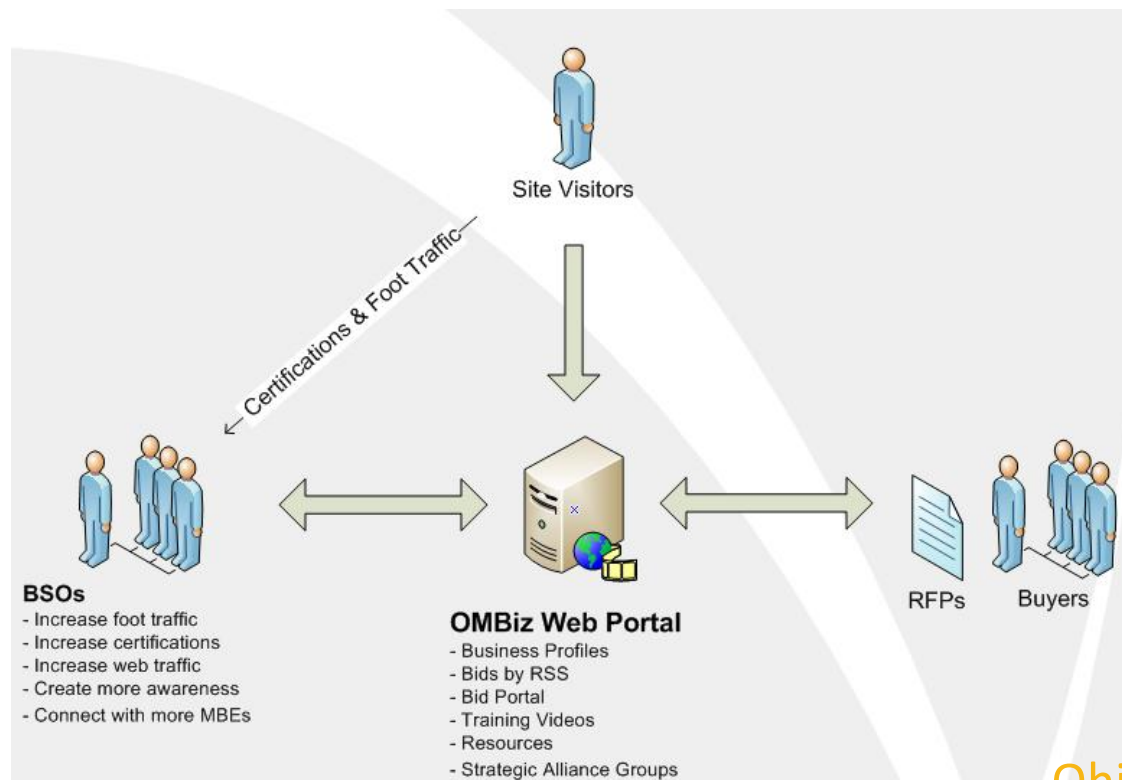 Site Visitors
Certifications & Foot Traffic
BSOs
- Increase foot traffic
- Increase certifications
- Increase web traffic
- Create more awareness
- Connect with more MBEs
OMBiz Web Portal
- Business Profiles
- Bids by RSS
- Bid Portal
- Training Videos
- Resources
- Strategic Alliance Groups
RFPs
Buyers